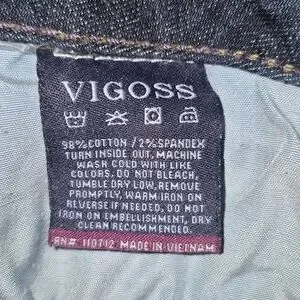 VIGOSS
98% COTTON / 2% SPANDEX
TURN INSIDE OUT, MACHINE
WASH COLD WITH LIKE
COLORS. DO NOT BLEACH,
TUMBLE DRY LOW, REMOVE
PROMPTLY, WARM IRON ON
REVERSE IF NEEDED, DO NOT
IRON ON EMBELLISHMENT, DRY
CLEAN RECOMMENDED.
RN# 110712 MADE IN VIETNAM